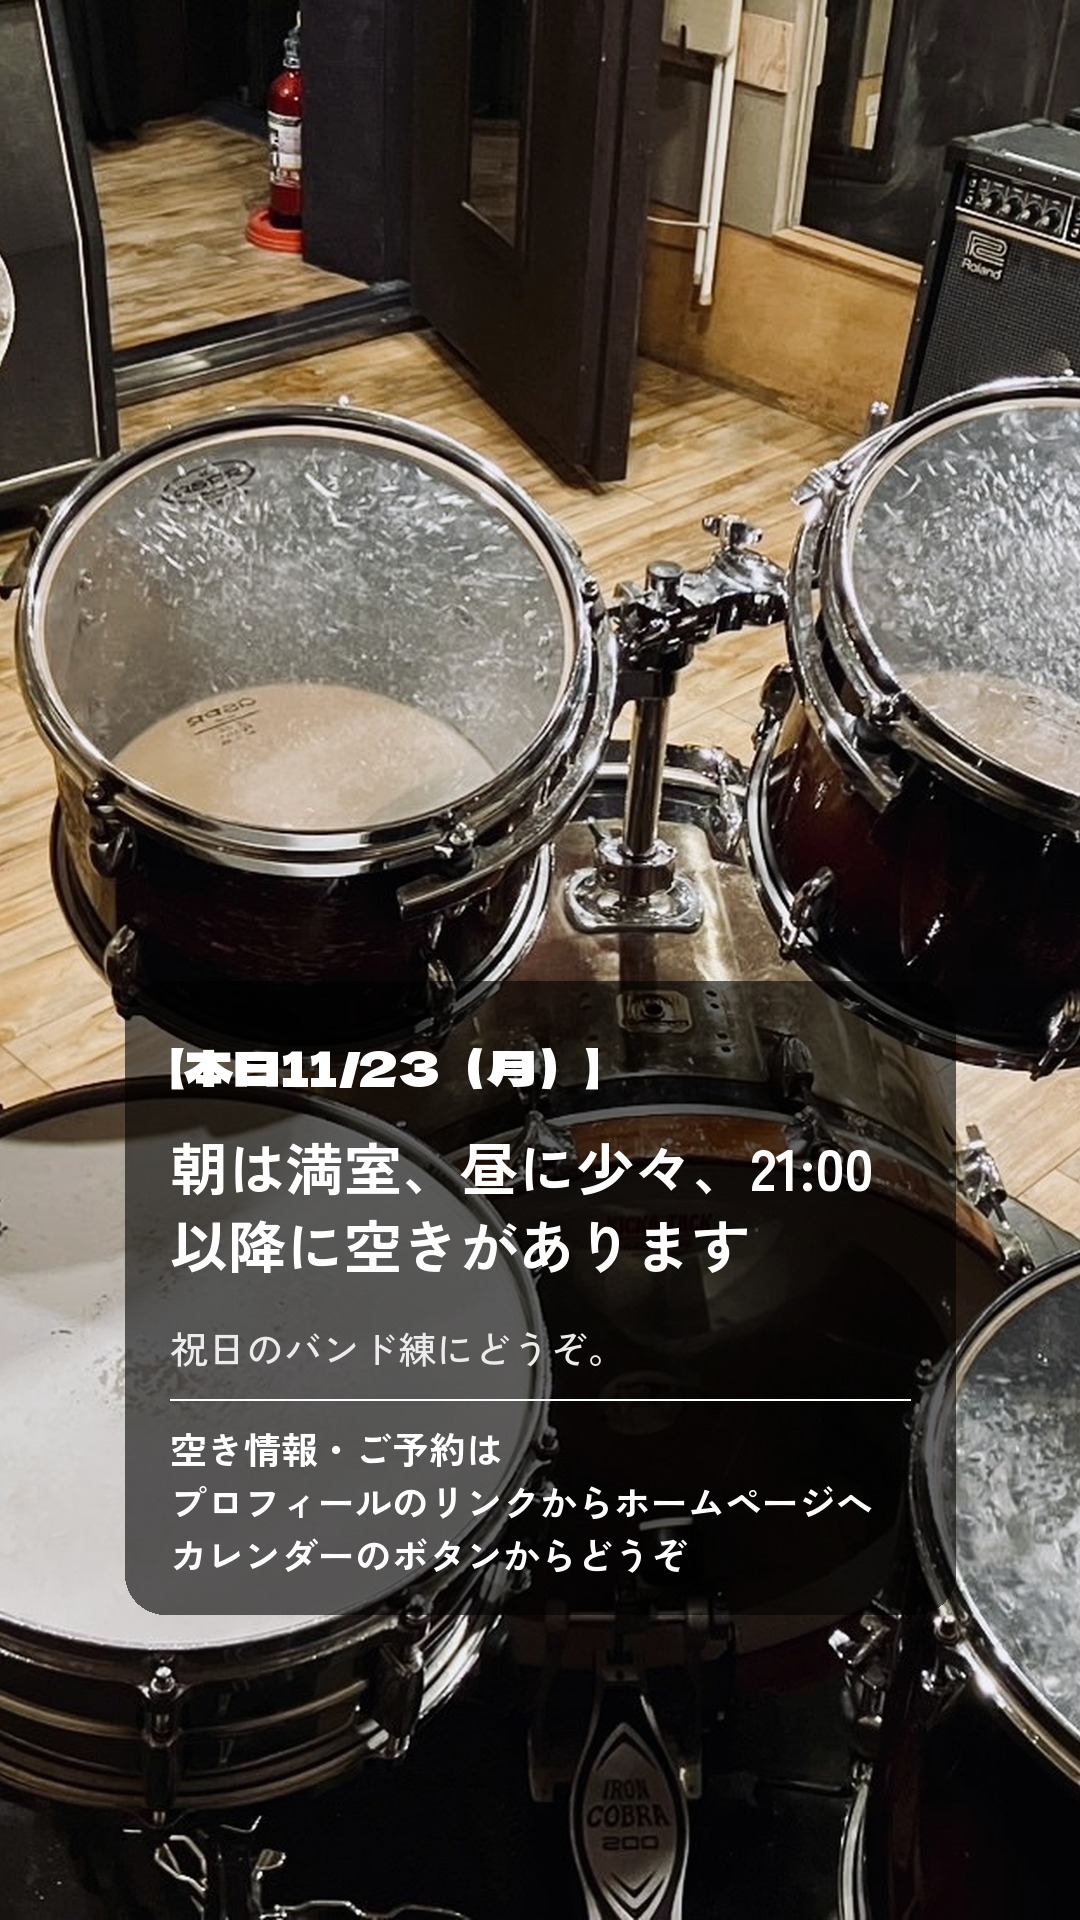 Roland
【本日11/23（月）】
朝は満室、昼に少々、21:00
以降に空きがあります
祝日のバンド練にどうぞ。
空き情報・ご予約は
プロフィールのリンクからホームページへ
カレンダーのボタンからどうぞ
IRON
COBRA
200